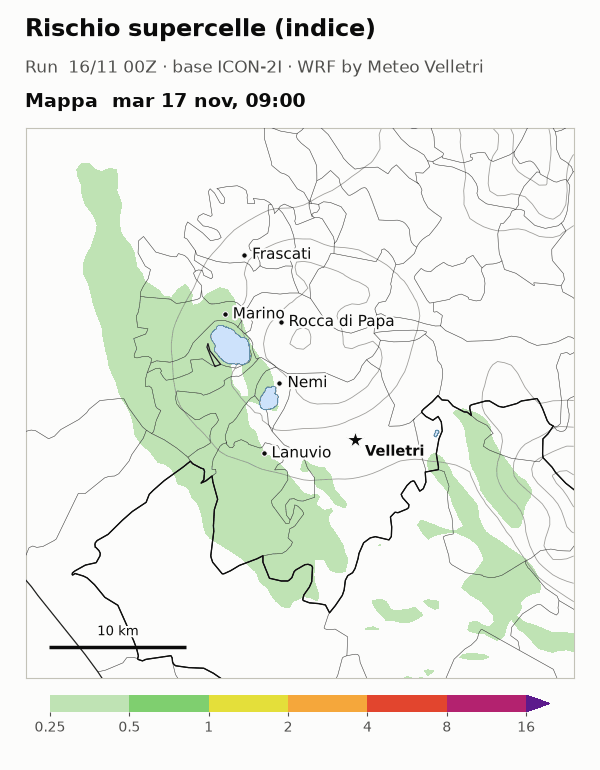 Rischio supercelle (indice)
Run 16/11 00Z · base ICON-2I · WRF by Meteo Velletri
Mappa mar 17 nov, 09:00
Frascati
Marino
Rocca di Papa
Nemi
Velletri
Lanuvio
10 km
0.25 0.5 1 2 4 8 16